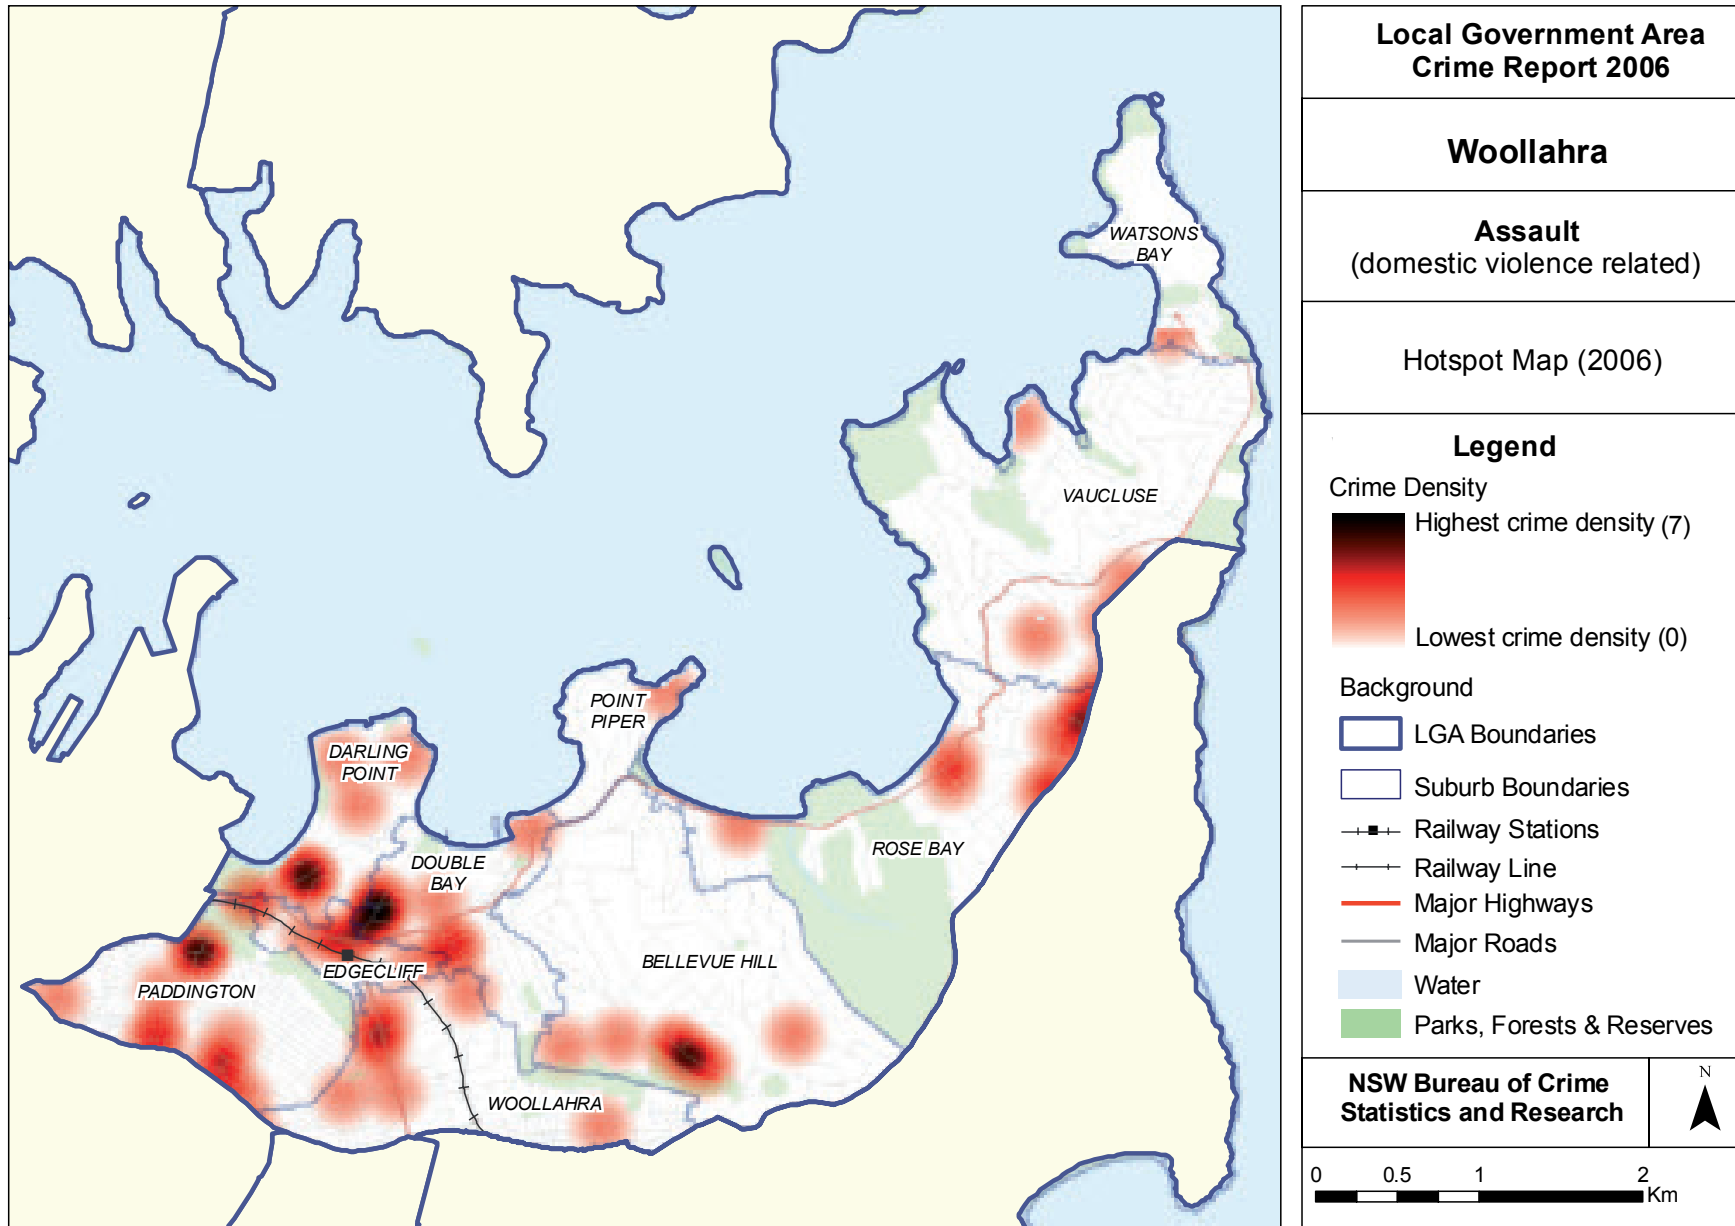 Local Government Area
Crime Report 2006
Woollahra
Assault
(domestic violence related)
Hotspot Map (2006)
Legend
Crime Density
Highest crime density (7)
Lowest crime density (0)
Background
LGA Boundaries
Suburb Boundaries
Railway Stations
Railway Line
Major Highways
Major Roads
Water
Parks, Forests & Reserves
NSW Bureau of Crime
Statistics and Research
N
0 0.5 1 2
Km
WATSONS
BAY
VAUCLUSE
POINT
PIPER
DARLING
POINT
DOUBLE
BAY
ROSE BAY
BELLEVUE HILL
EDGECLIFF
PADDINGTON
WOOLLAHRA